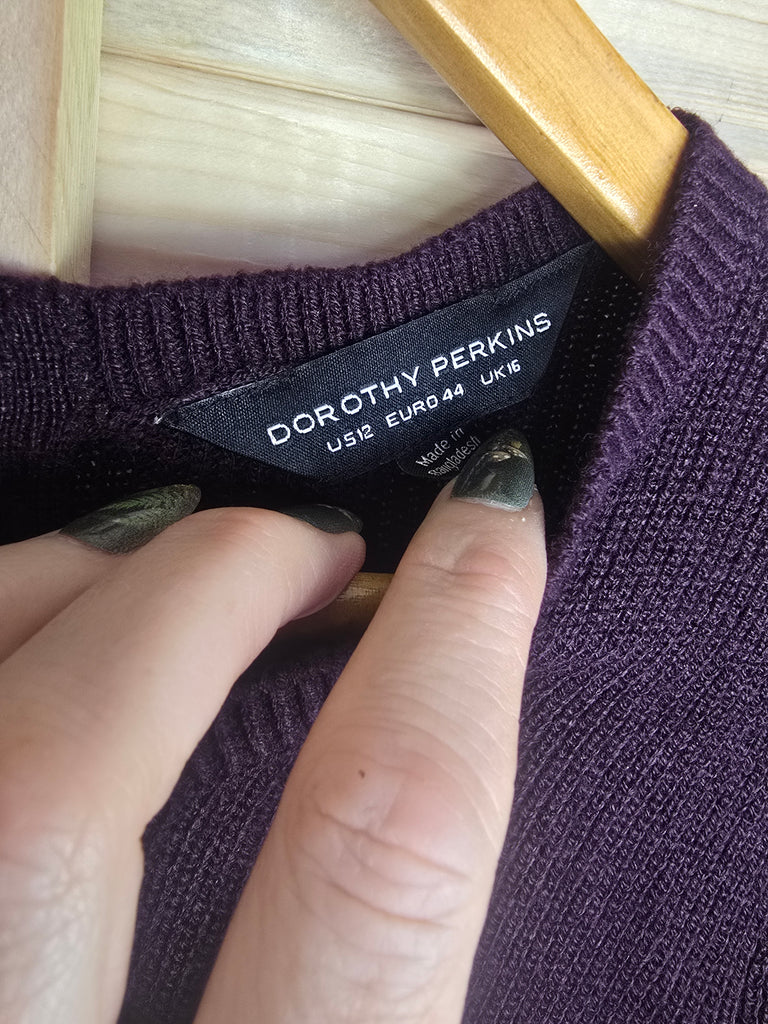 DOROTHY PERKINS
US12 EURO44 UK16
Made in
Bangladesh